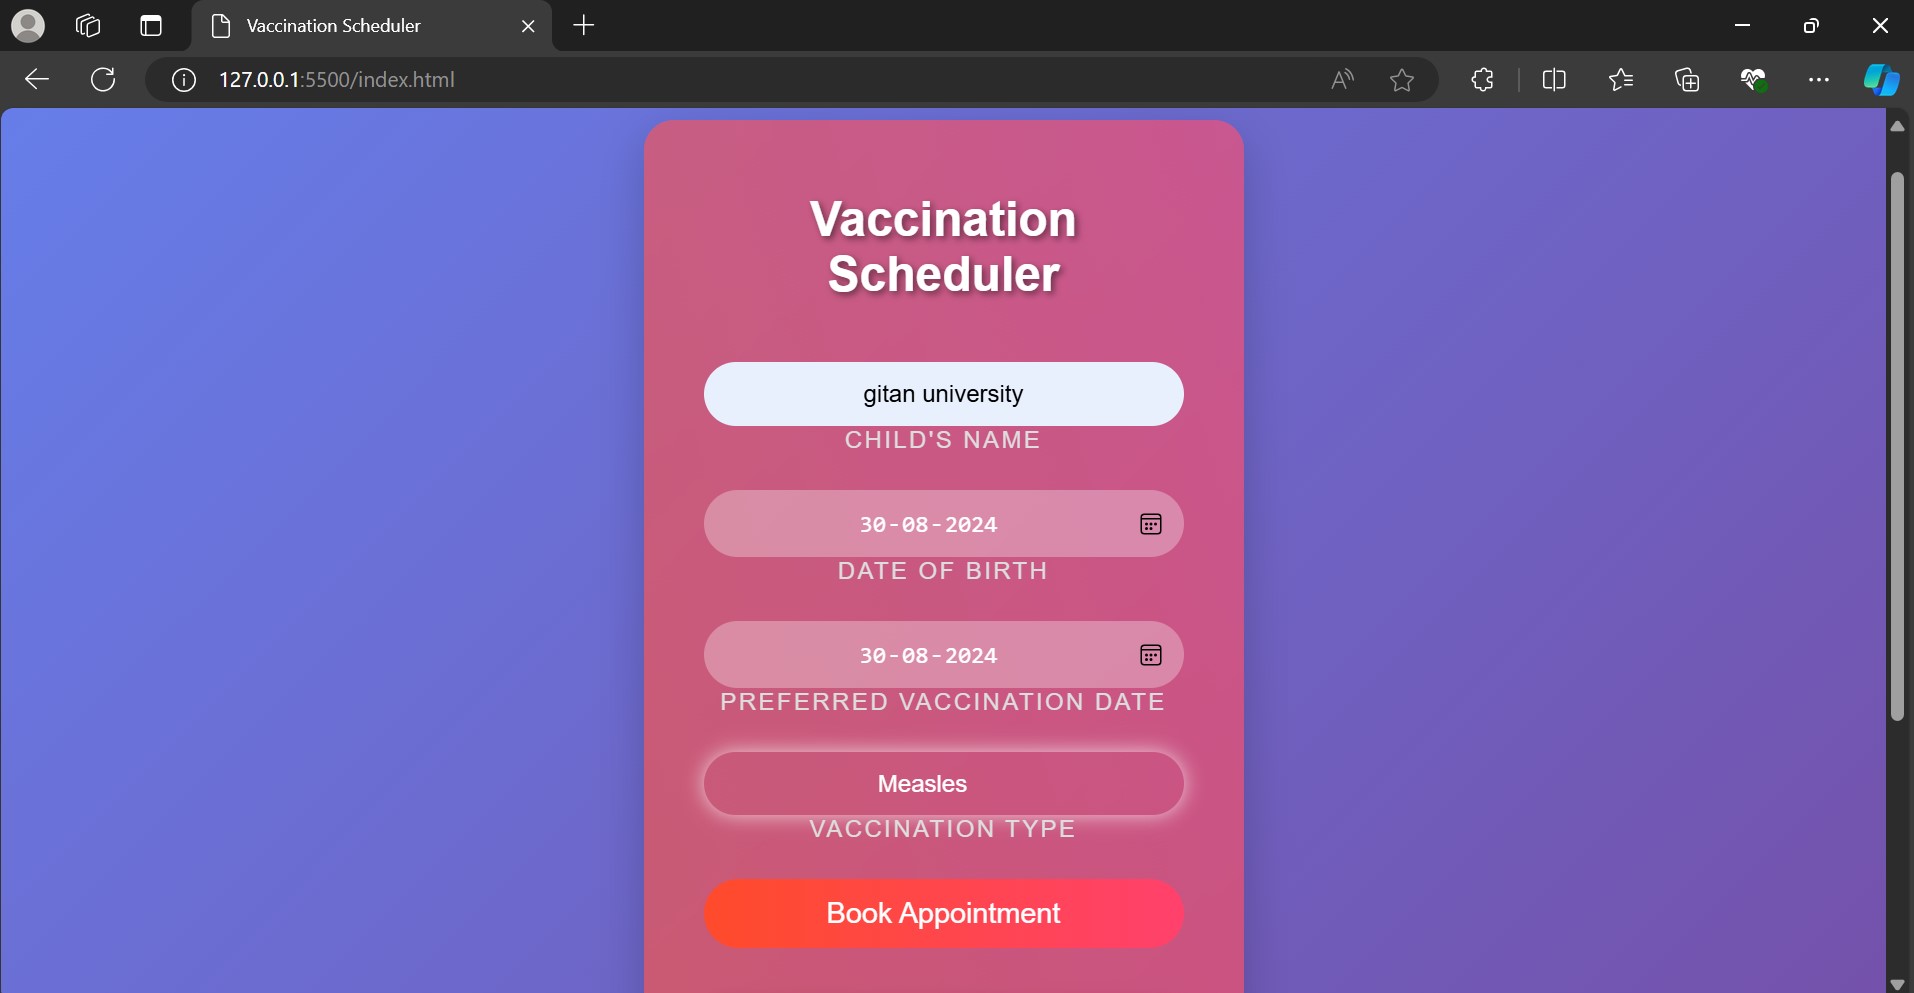 Vaccination Scheduler
127.0.0.1:5500/index.html
Vaccination
Scheduler
gitan university
CHILD'S NAME
30-08-2024
DATE OF BIRTH
30-08-2024
PREFERRED VACCINATION DATE
Measles
VACCINATION TYPE
Book Appointment